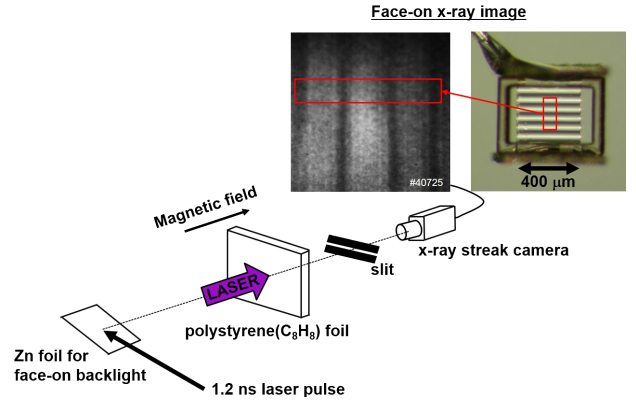 Face-on x-ray image
#40725
400 μm
Magnetic field
x-ray streak camera
slit
LASER
polystyrene(C₈H₈) foil
Zn foil for
face-on backlight
1.2 ns laser pulse